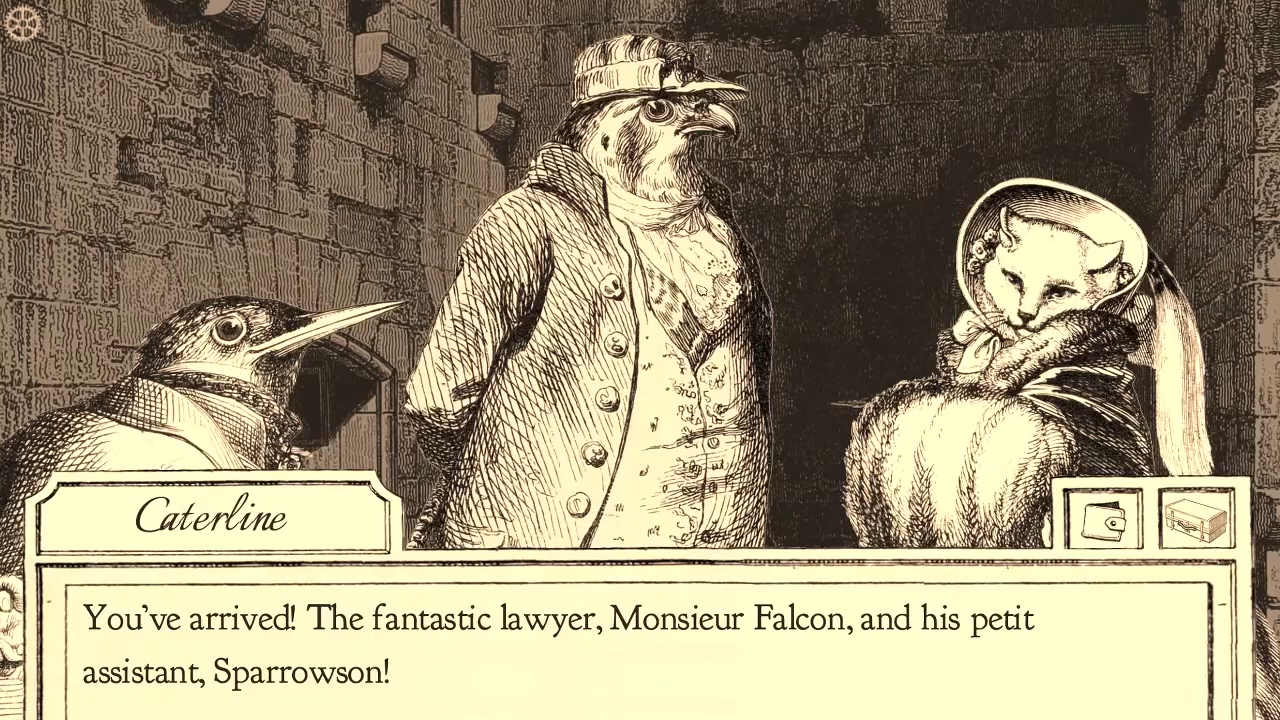 Caterline
You've arrived! The fantastic lawyer, Monsieur Falcon, and his petit
assistant, Sparrowson!